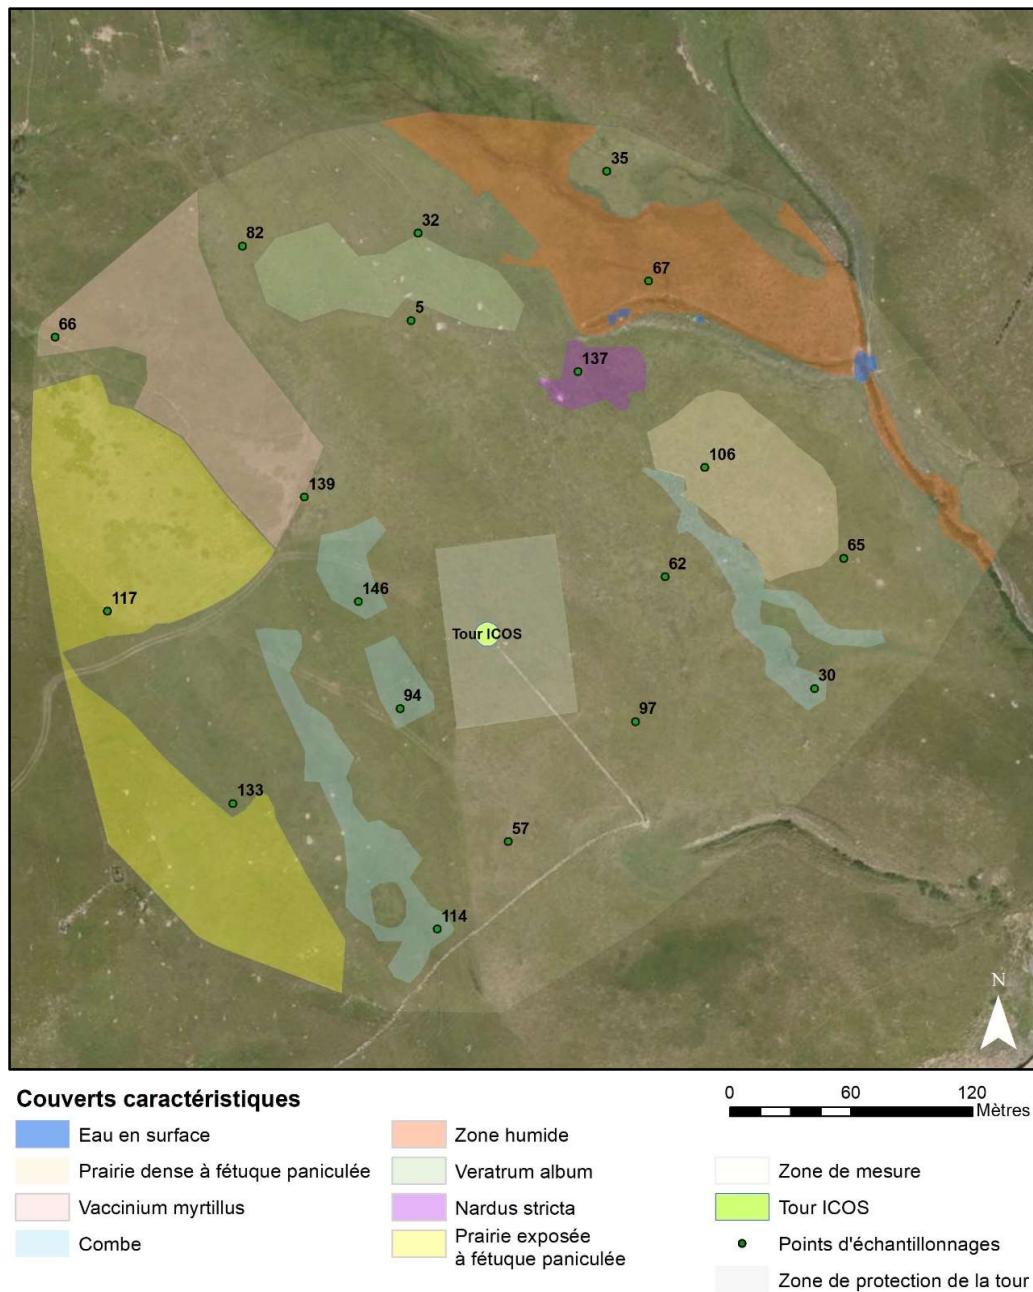 35
32
82
67
5
66
137
106
139
65
62
146
117
Tour ICOS
30
94
97
133
57
114
N
Couverts caractéristiques
0 60 120
Mètres
Eau en surface
Zone humide
Prairie dense à fétuque paniculée
Veratrum album
Zone de mesure
Vaccinium myrtillus
Nardus stricta
Tour ICOS
Combe
Prairie exposée
à fétuque paniculée
Points d'échantillonnages
Zone de protection de la tour